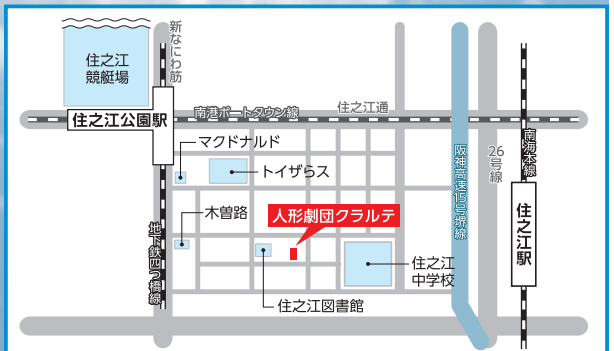 住之江
競艇場
新なにわ筋
住之江公園駅
南港ポートタウン線
住之江通
マクドナルド
トイザらス
木曽路
人形劇団クラルテ
地下鉄四つ橋線
住之江図書館
住之江
中学校
阪神高速15号堺線
26号線
南海本線
住之江駅